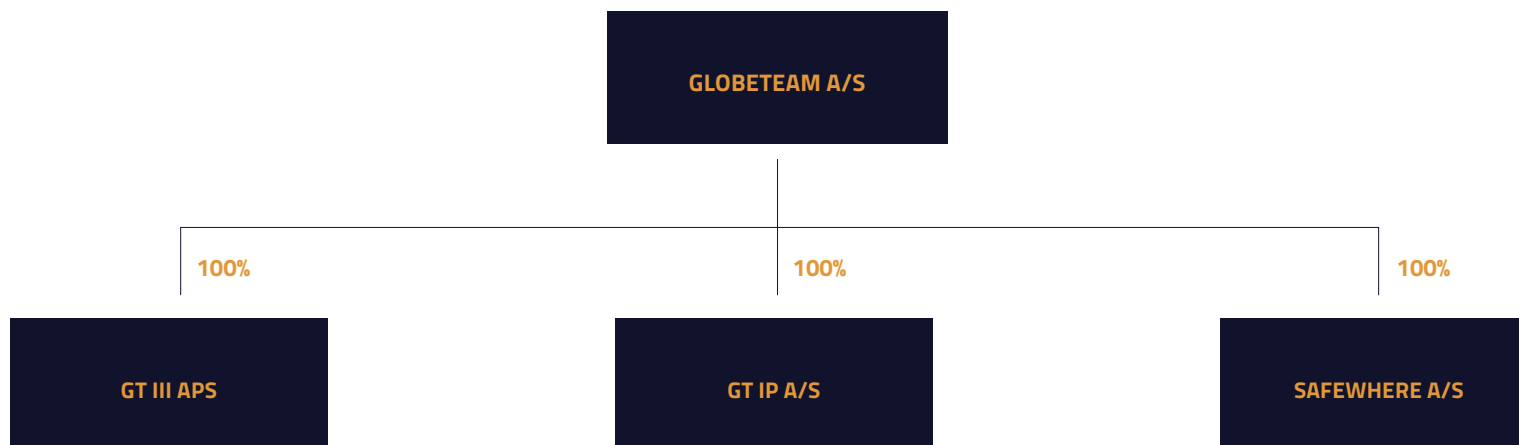 GLOBETEAM A/S
100%
100%
100%
GT III APS
GT IP A/S
SAFEWHERE A/S